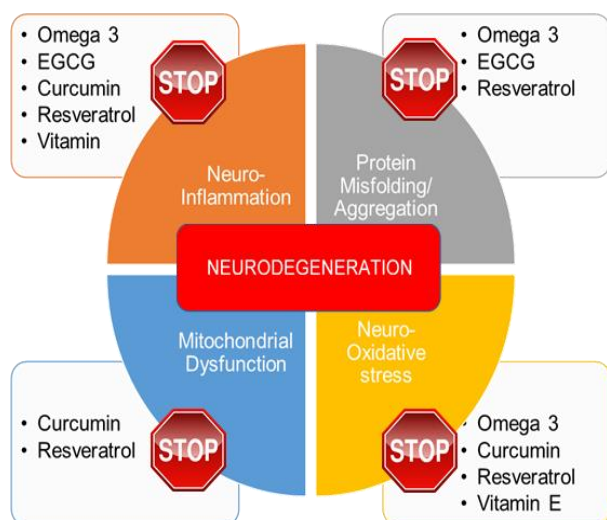 • Omega 3
• EGCG
• Curcumin
• Resveratrol
• Vitamin
STOP
• Omega 3
• EGCG
• Resveratrol
STOP
Neuro-
Inflammation
Protein
Misfolding/
Aggregation
NEURODEGENERATION
Mitochondrial
Dysfunction
Neuro-
Oxidative
stress
• Curcumin
• Resveratrol
STOP
• Omega 3
• Curcumin
• Resveratrol
• Vitamin E
STOP